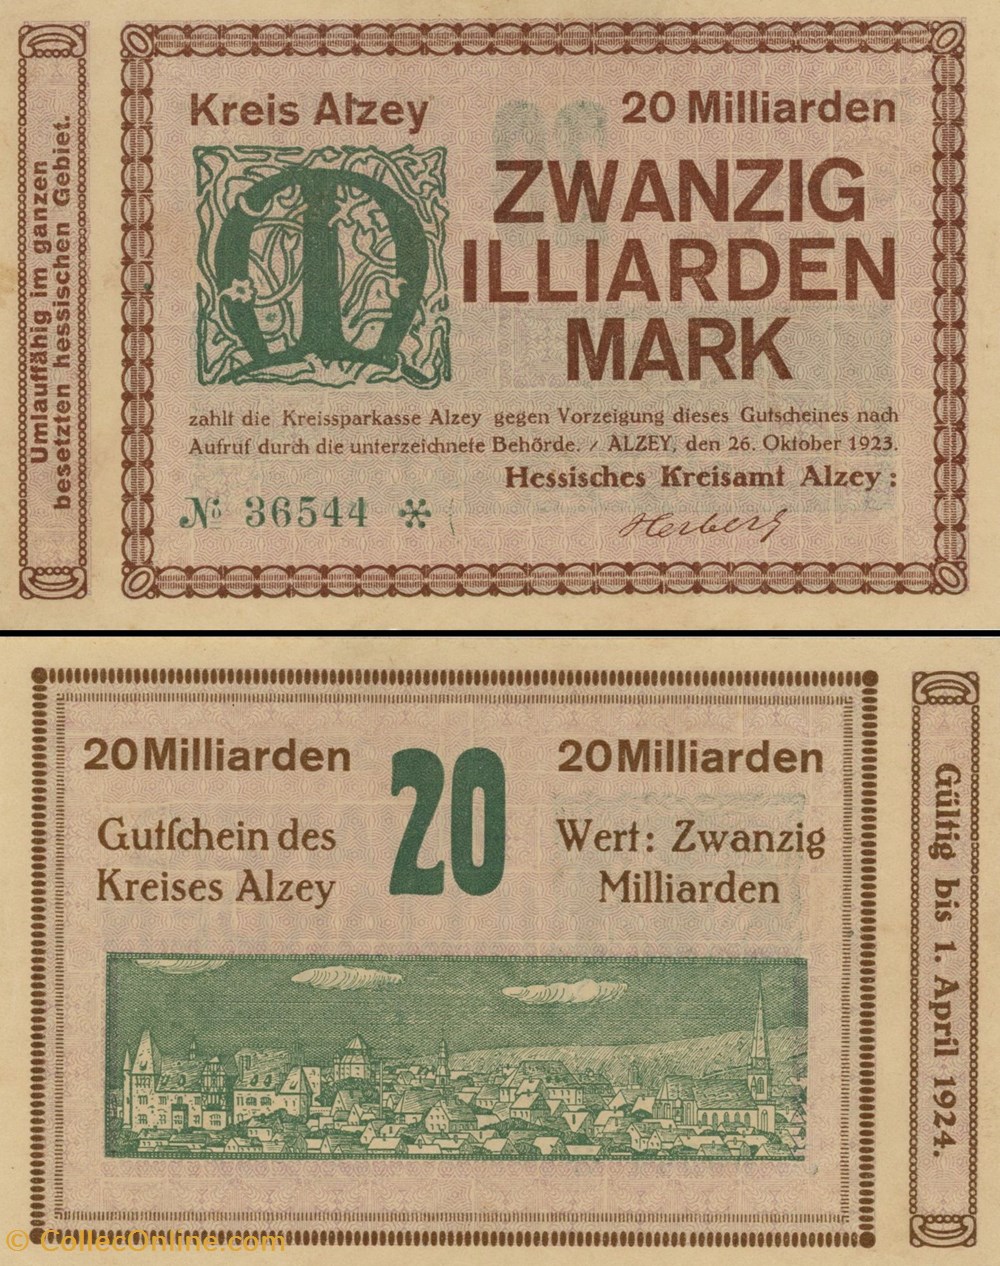 Umlauffähig im ganzen
besetzten hessischen Gebiet.
Kreis Alzey
20 Milliarden
ZWANZIG
MILLIARDEN
MARK
zahlt die Kreissparkasse Alzey gegen Vorzeigung dieses Gutscheines nach
Aufruf durch die unterzeichnete Behörde. / ALZEY, den 26. Oktober 1923.
Hessisches Kreisamt Alzey:
№ 36544 *
Herberg
20 Milliarden
20
20 Milliarden
Gutſchein des
Kreises Alzey
Wert: Zwanzig
Milliarden
Gültig bis 1. April 1924.
© CollecOnline.com